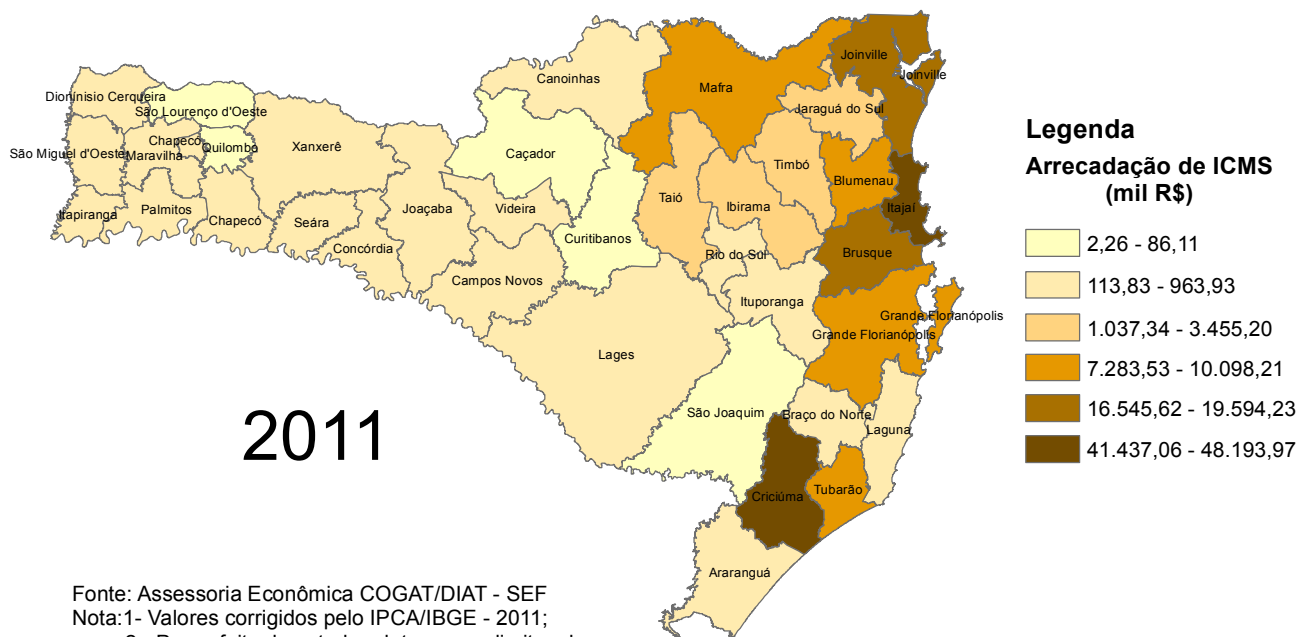 Joinville
Joinville
Canoinhas
Mafra
Dionínisio Cerqueira
São Lourenço d'Oeste
Jaraguá do Sul
Chapecó
Quilombo
Xanxerê
São Miguel d'Oeste
Maravilha
Caçador
Timbó
Blumenau
Taió
Ibirama
Itajaí
Itapiranga
Palmitos
Chapecó
Seára
Joaçaba
Videira
Curitibanos
Concórdia
Rio do Sul
Brusque
Campos Novos
Ituporanga
Grande Florianópolis
Grande Florianópolis
Lages
São Joaquim
Braço do Norte
Laguna
Criciúma
Tubarão
Araranguá
2011
Legenda
Arrecadação de ICMS
(mil R$)
2,26 - 86,11
113,83 - 963,93
1.037,34 - 3.455,20
7.283,53 - 10.098,21
16.545,62 - 19.594,23
41.437,06 - 48.193,97
Fonte: Assessoria Econômica COGAT/DIAT - SEF
Nota:1- Valores corrigidos pelo IPCA/IBGE - 2011;